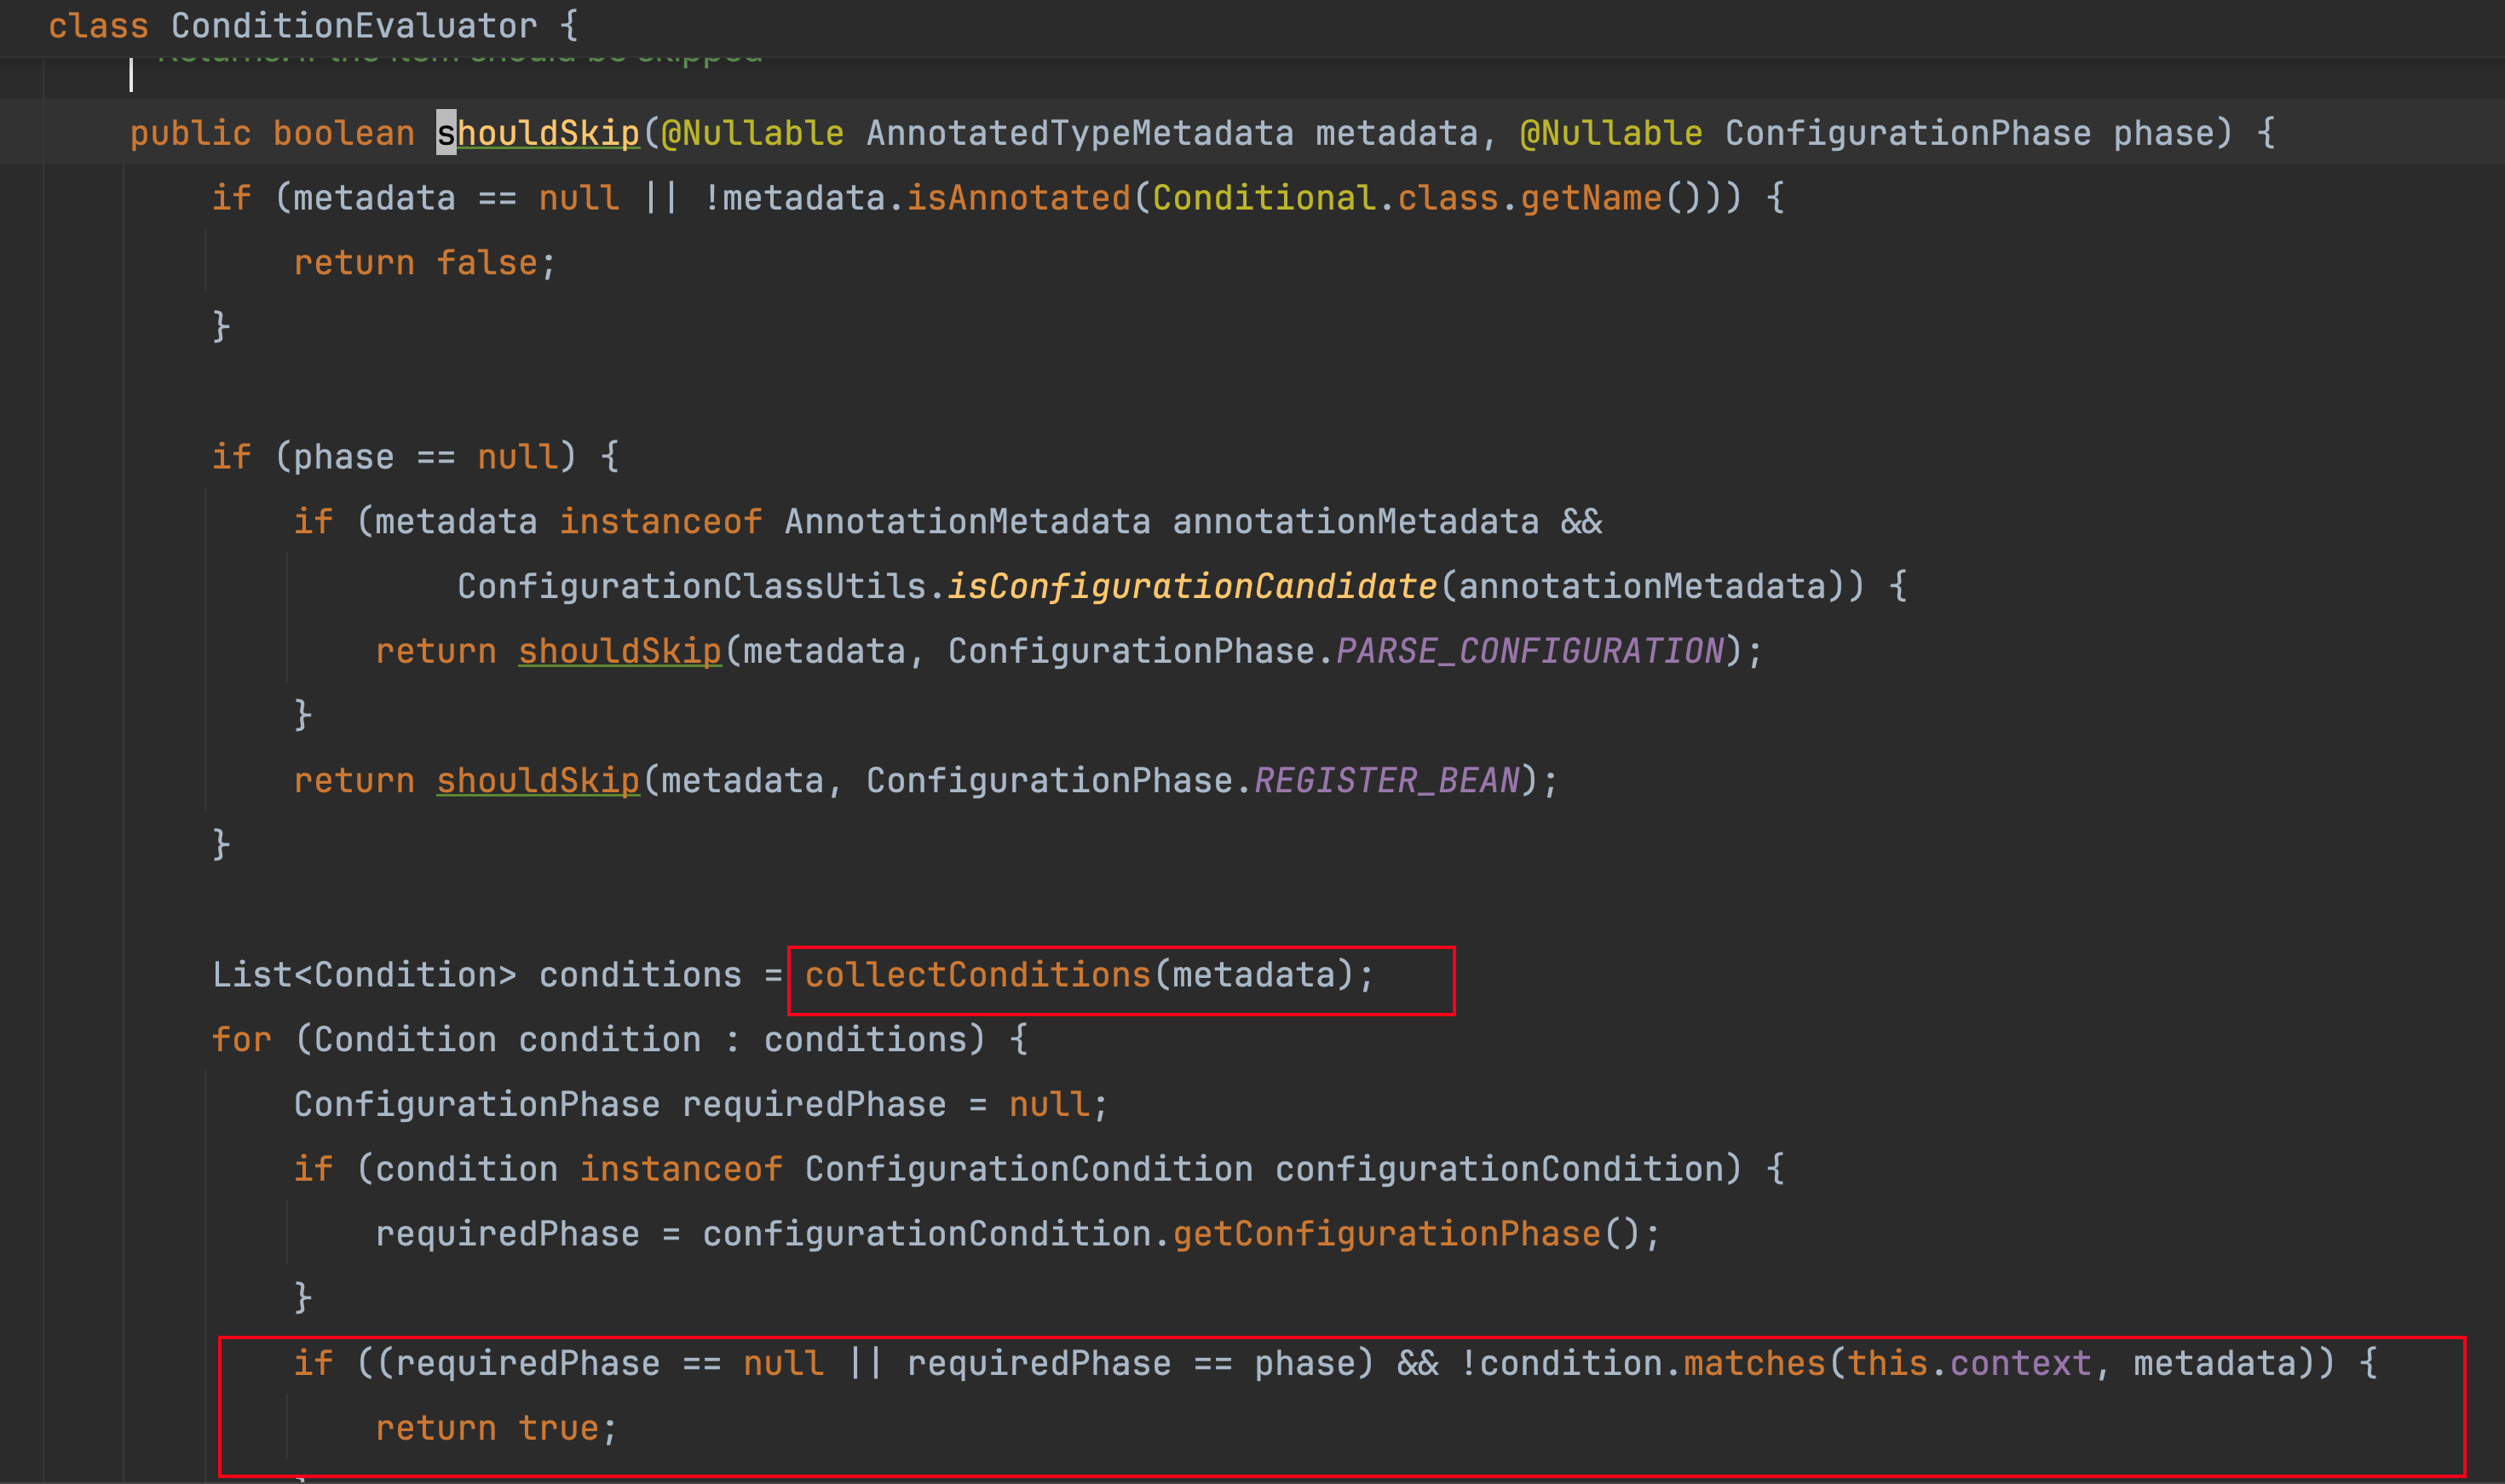 class ConditionEvaluator {
public boolean shouldSkip(@Nullable AnnotatedTypeMetadata metadata, @Nullable ConfigurationPhase phase) {
if (metadata == null || !metadata.isAnnotated(Conditional.class.getName())) {
return false;
}
if (phase == null) {
if (metadata instanceof AnnotationMetadata annotationMetadata &&
ConfigurationClassUtils.isConfigurationCandidate(annotationMetadata)) {
return shouldSkip(metadata, ConfigurationPhase.PARSE_CONFIGURATION);
}
return shouldSkip(metadata, ConfigurationPhase.REGISTER_BEAN);
}
List<Condition> conditions = collectConditions(metadata);
for (Condition condition : conditions) {
ConfigurationPhase requiredPhase = null;
if (condition instanceof ConfigurationCondition configurationCondition) {
requiredPhase = configurationCondition.getConfigurationPhase();
}
if ((requiredPhase == null || requiredPhase == phase) && !condition.matches(this.context, metadata)) {
return true;